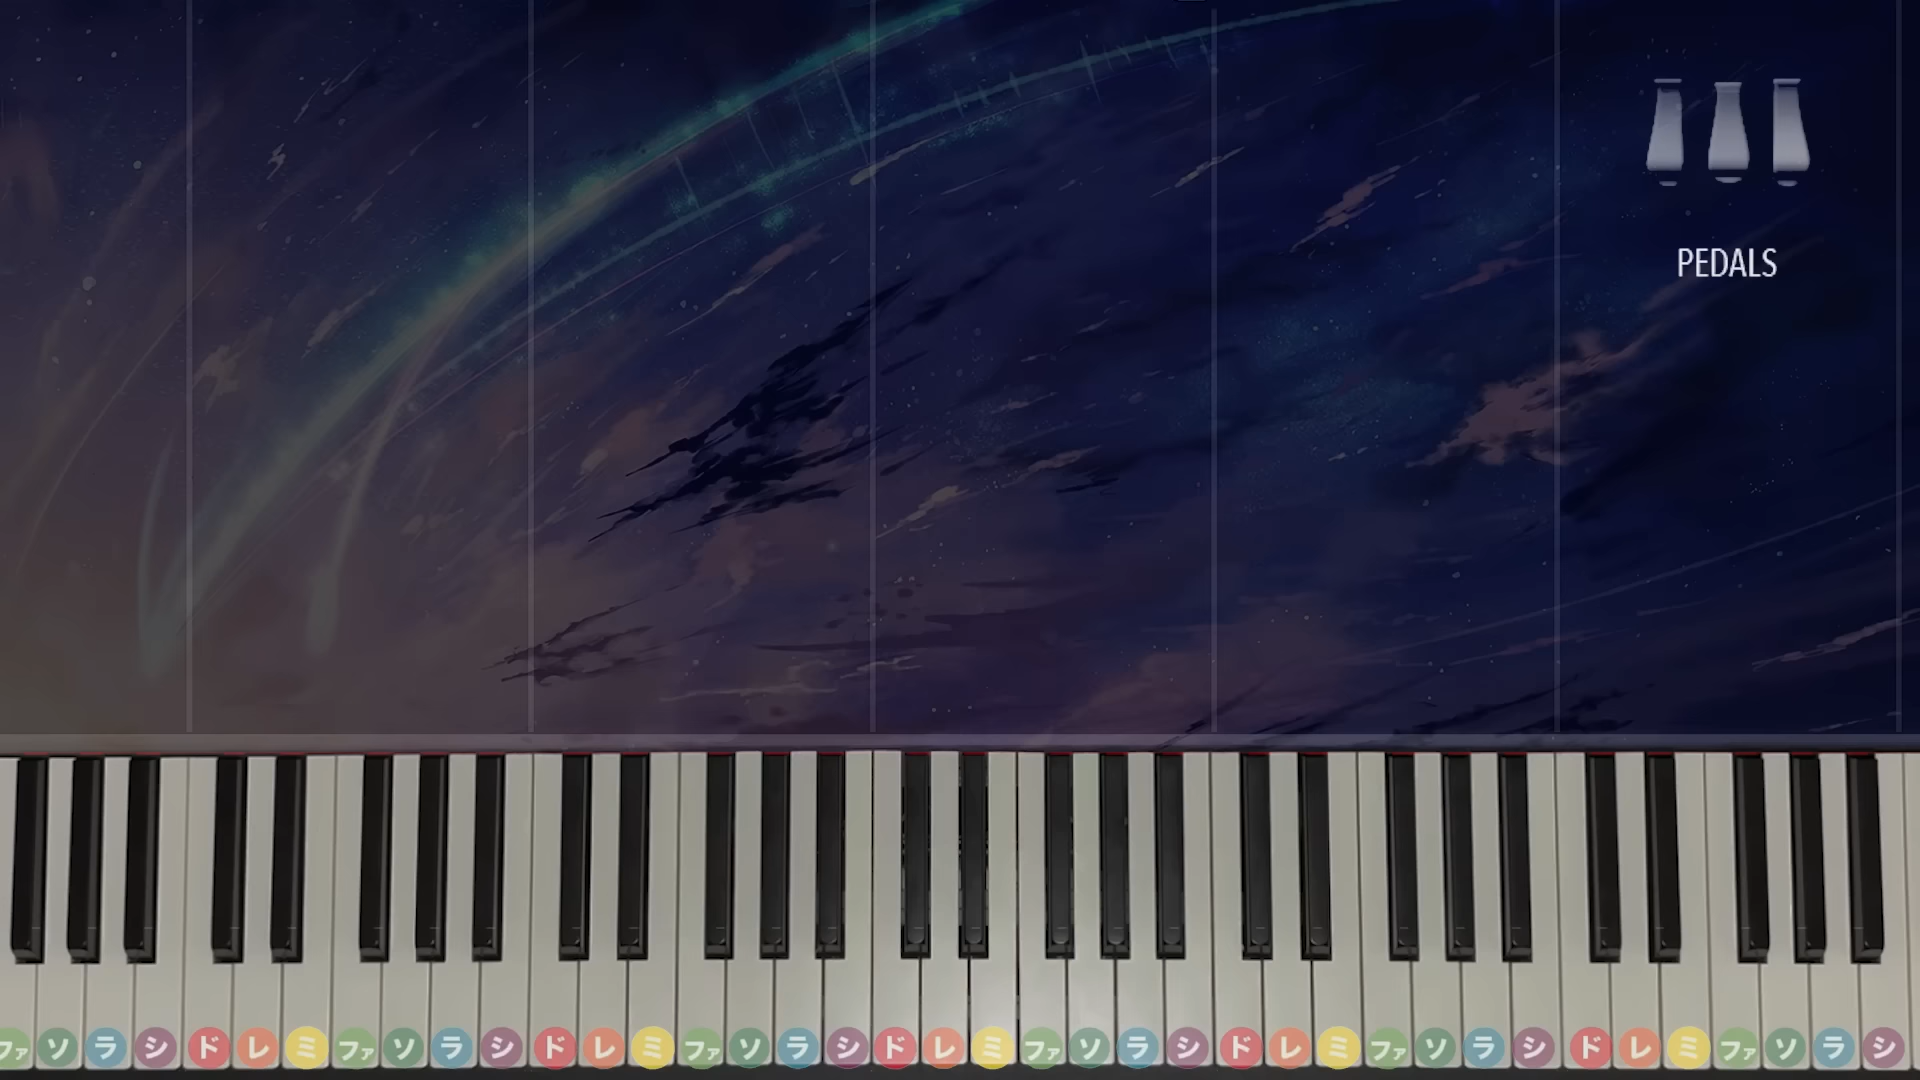 PEDALS
ファ ソ ラ シ ド レ ミ ファ ソ ラ シ ド レ ミ ファ ソ ラ シ ド レ ミ ファ ソ ラ シ ド レ ミ ファ ソ ラ シ ド レ ミ ファ ソ ラ シ